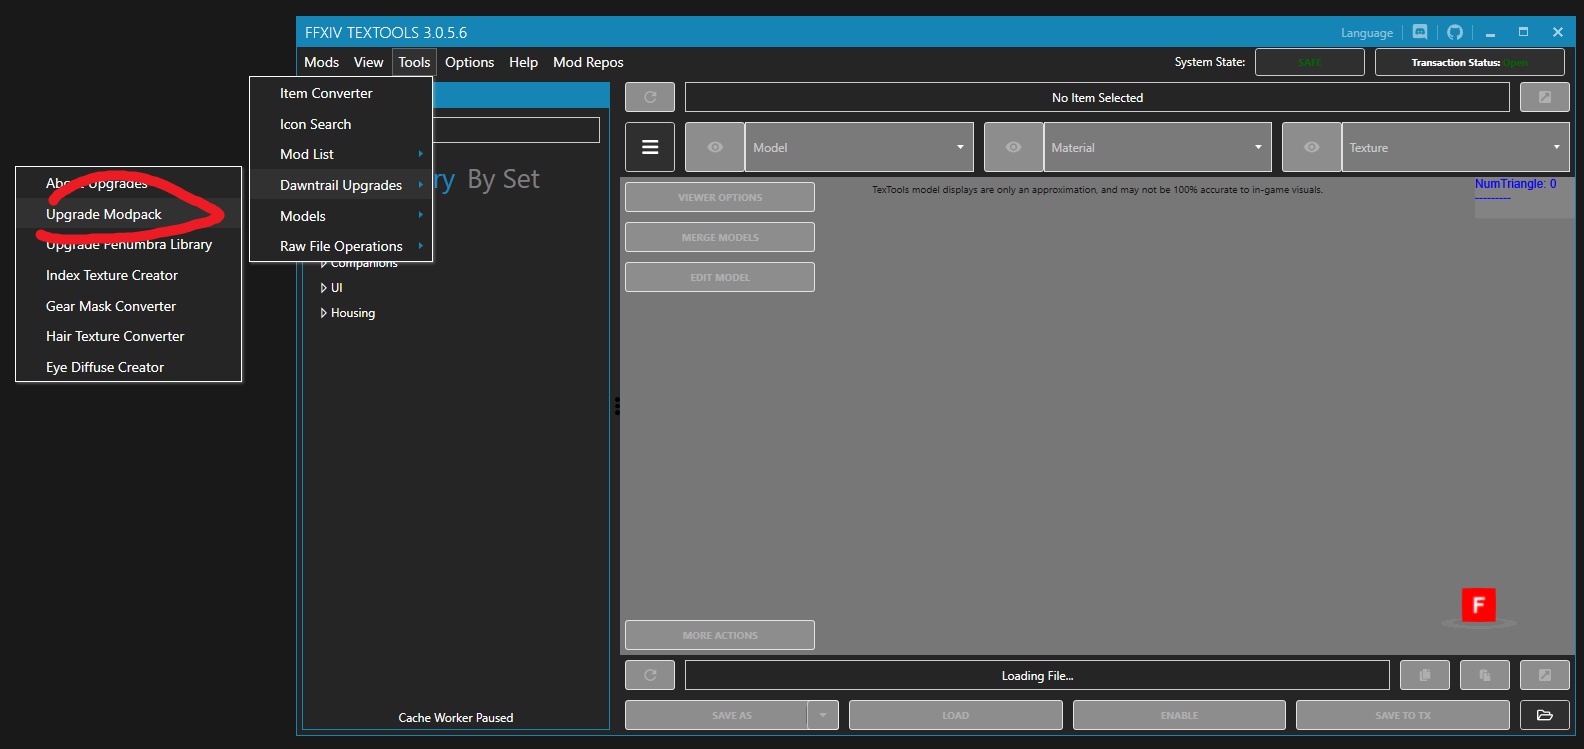 FFXIV TEXTOOLS 3.0.5.6
Language
Mods View Tools Options Help Mod Repos
System State: SAFE Transaction Status: Open
Item Converter
Icon Search
Mod List
Dawntrail Upgrades
Models
Raw File Operations
About Upgrades
Upgrade Modpack
Upgrade Penumbra Library
Index Texture Creator
Gear Mask Converter
Hair Texture Converter
Eye Diffuse Creator
ry By Set
Companions
UI
Housing
Cache Worker Paused
No Item Selected
Model Material Texture
VIEWER OPTIONS
MERGE MODELS
EDIT MODEL
TexTools model displays are only an approximation, and may not be 100% accurate to in-game visuals.
NumTriangle: 0
---------
F
MORE ACTIONS
Loading File...
SAVE AS LOAD ENABLE SAVE TO TX